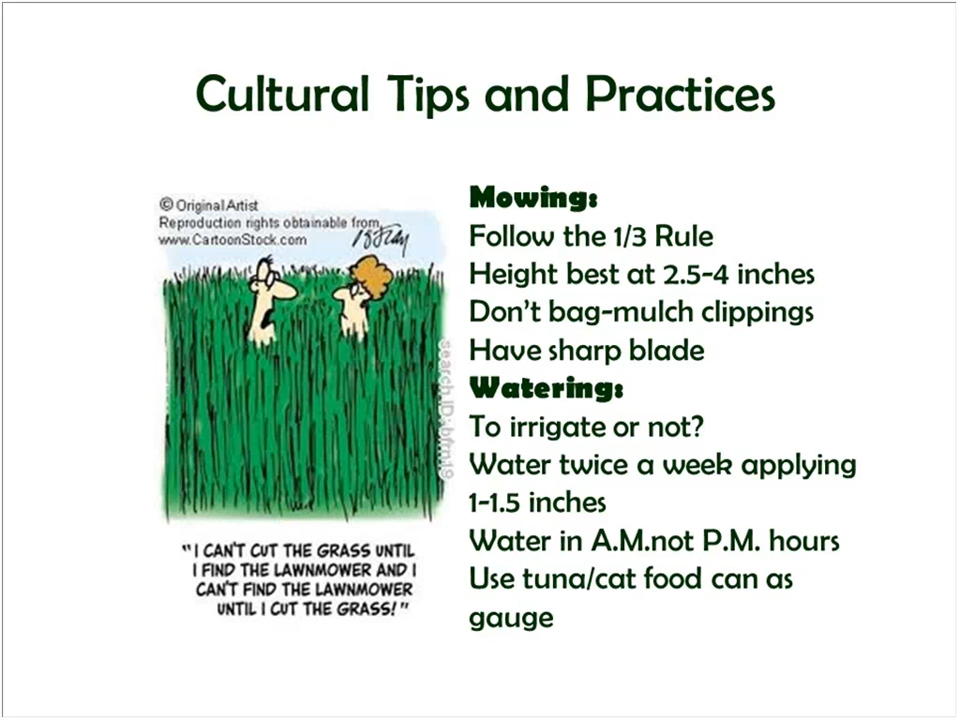 Cultural Tips and Practices
© Original Artist
Reproduction rights obtainable from
www.CartoonStock.com
search ID: bfrn19
"I CAN'T CUT THE GRASS UNTIL
I FIND THE LAWNMOWER AND I
CAN'T FIND THE LAWNMOWER
UNTIL I CUT THE GRASS!"
Mowing:
Follow the 1/3 Rule
Height best at 2.5-4 inches
Don't bag-mulch clippings
Have sharp blade
Watering:
To irrigate or not?
Water twice a week applying
1-1.5 inches
Water in A.M.not P.M. hours
Use tuna/cat food can as
gauge